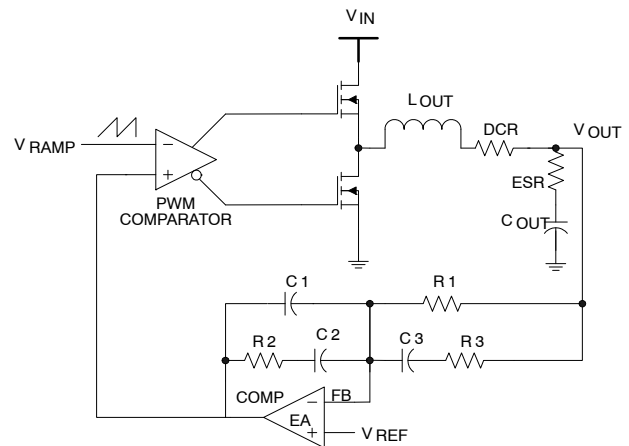 V IN
L OUT
DCR
V OUT
V RAMP
−
+
PWM
COMPARATOR
ESR
C OUT
C 1
R 1
R 2
C 2
C 3
R 3
COMP
FB
−
EA
+
V REF